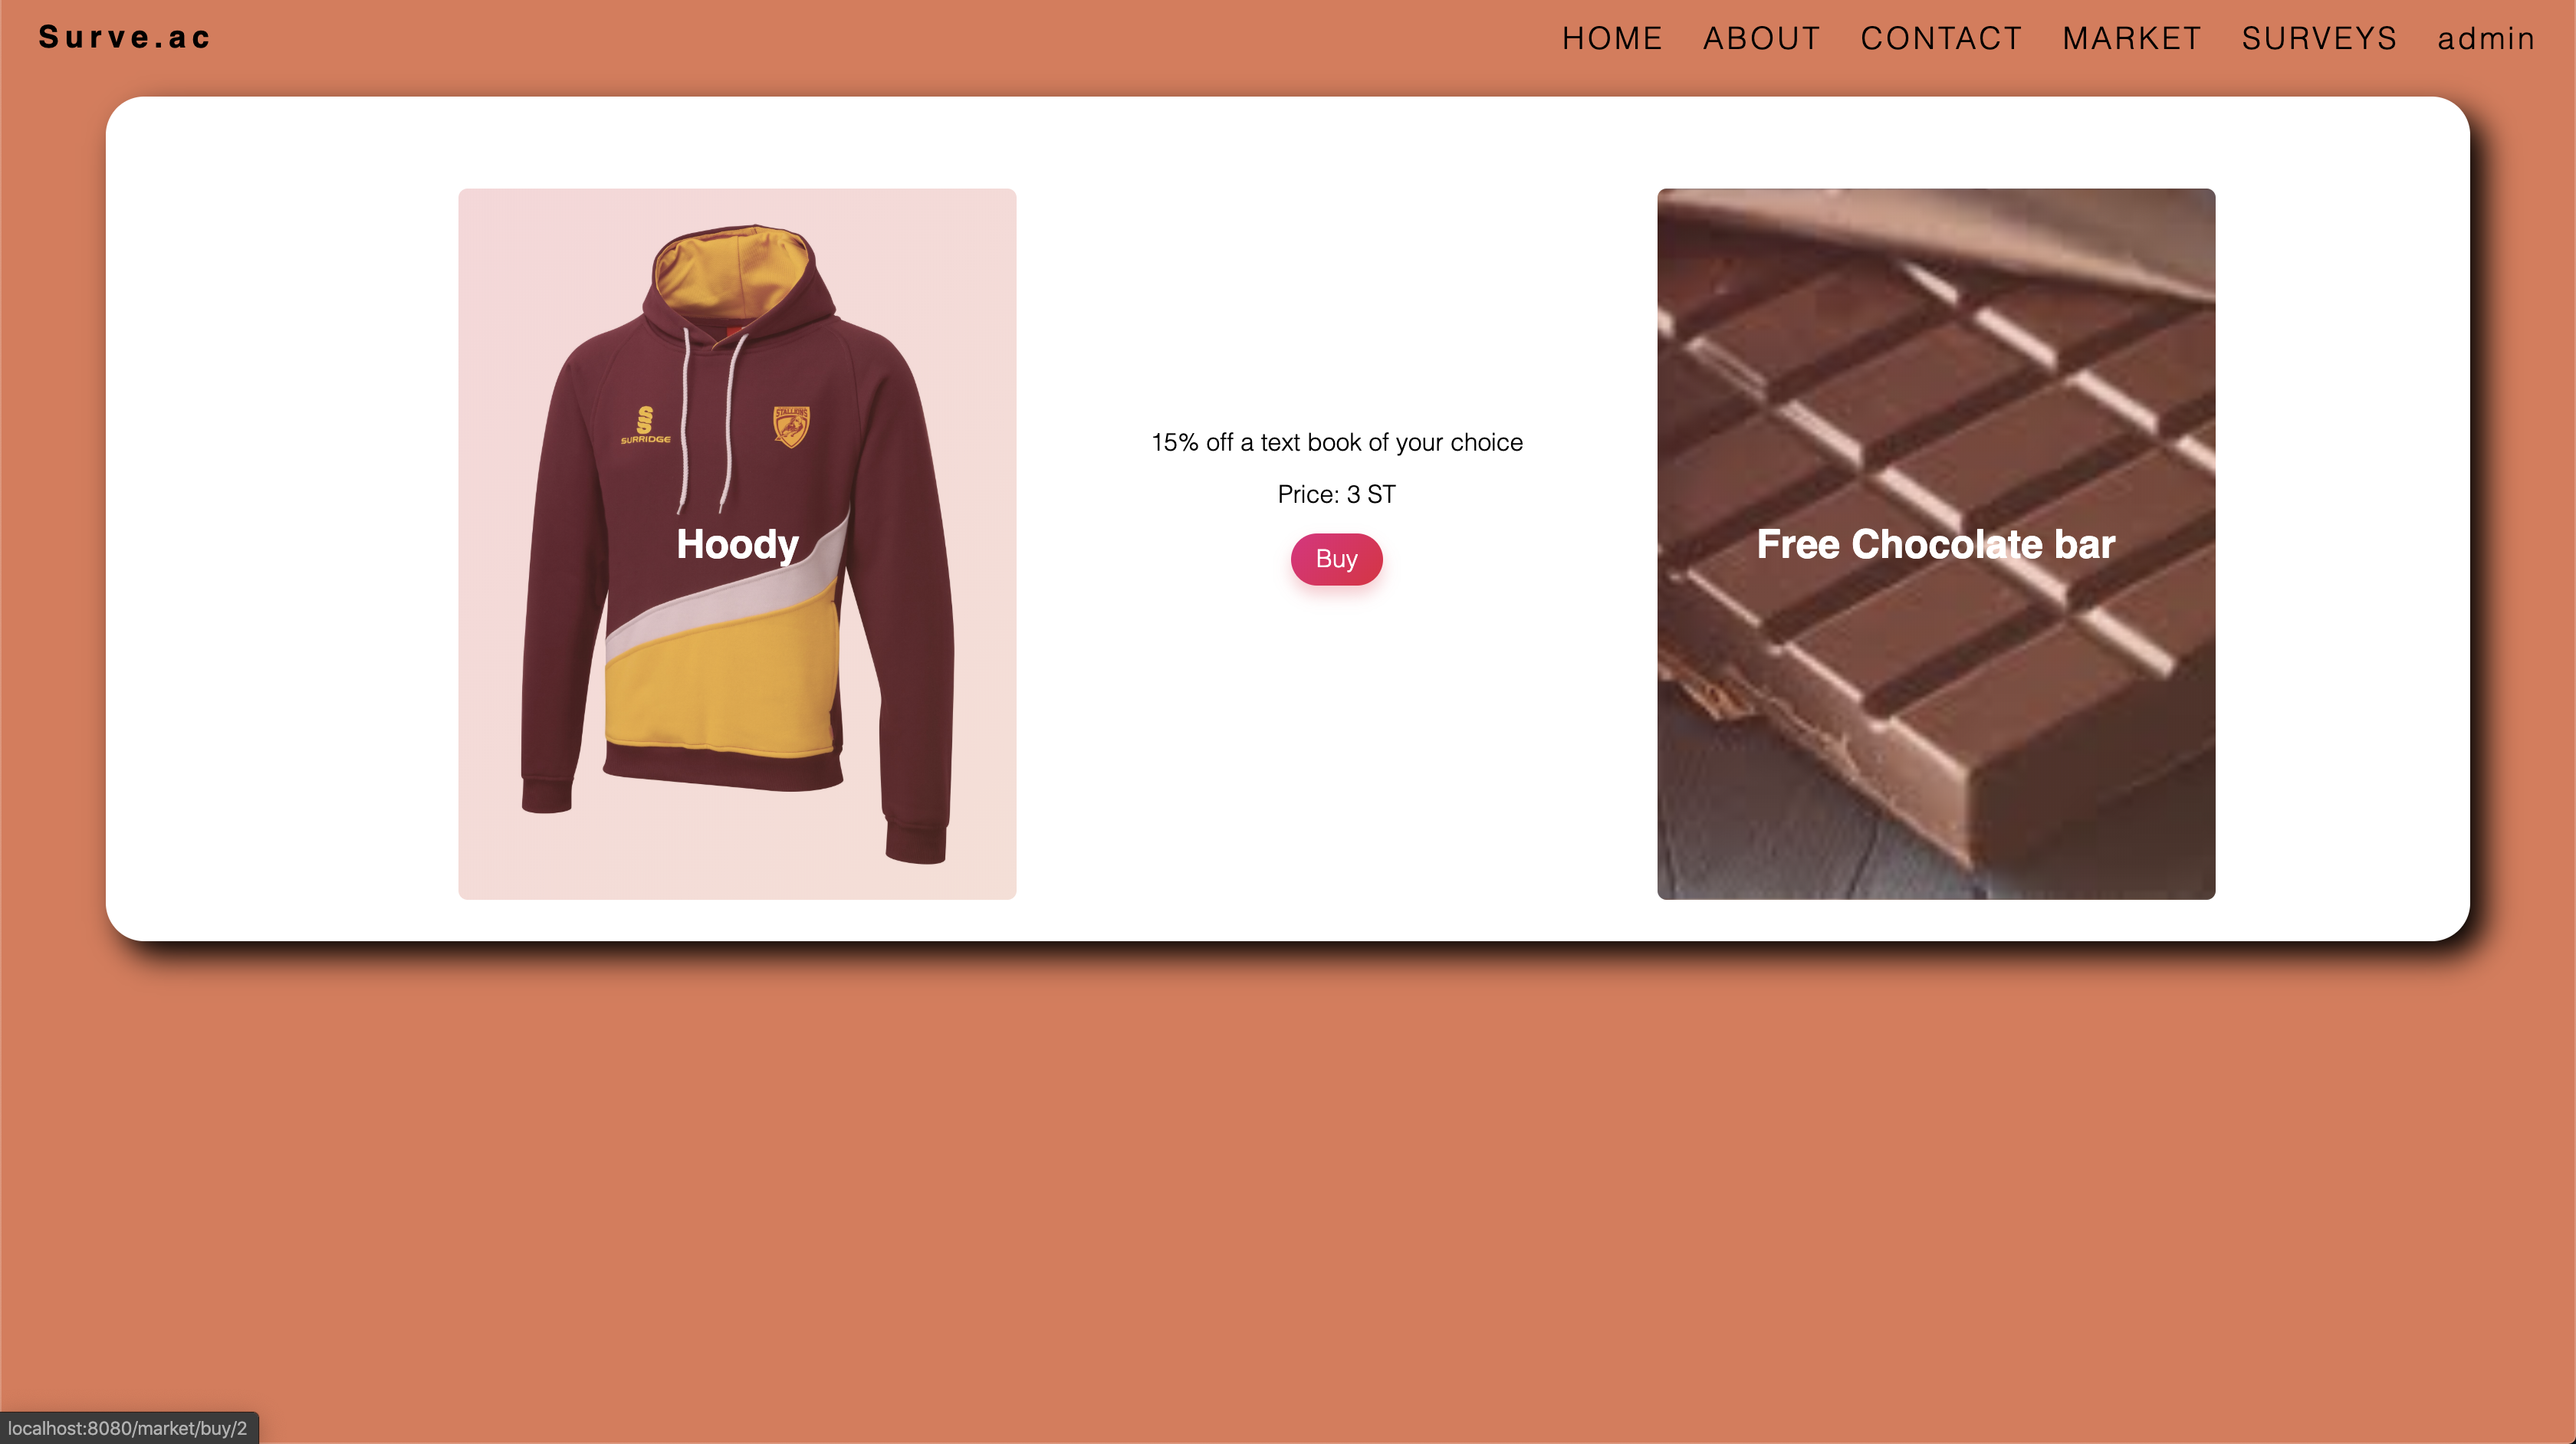 Surve.ac
HOME ABOUT CONTACT MARKET SURVEYS admin
SURRIDGE
STALLIONS
Hoody
15% off a text book of your choice
Price: 3 ST
Buy
Free Chocolate bar
localhost:8080/market/buy/2